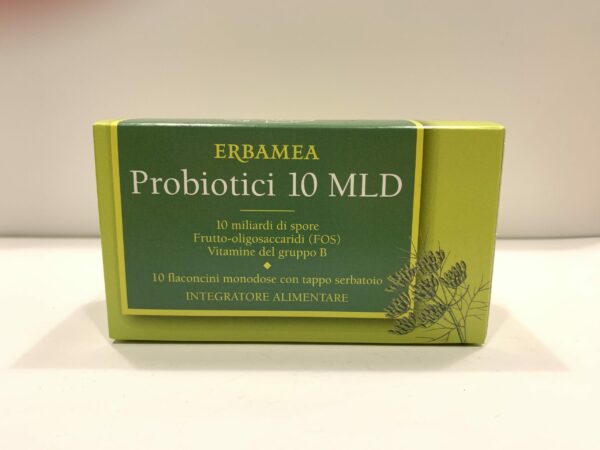 ERBAMEA
Probiotici 10 MLD
10 miliardi di spore
Frutto-oligosaccaridi (FOS)
Vitamine del gruppo B
10 flaconcini monodose con tappo serbatoio
INTEGRATORE ALIMENTARE